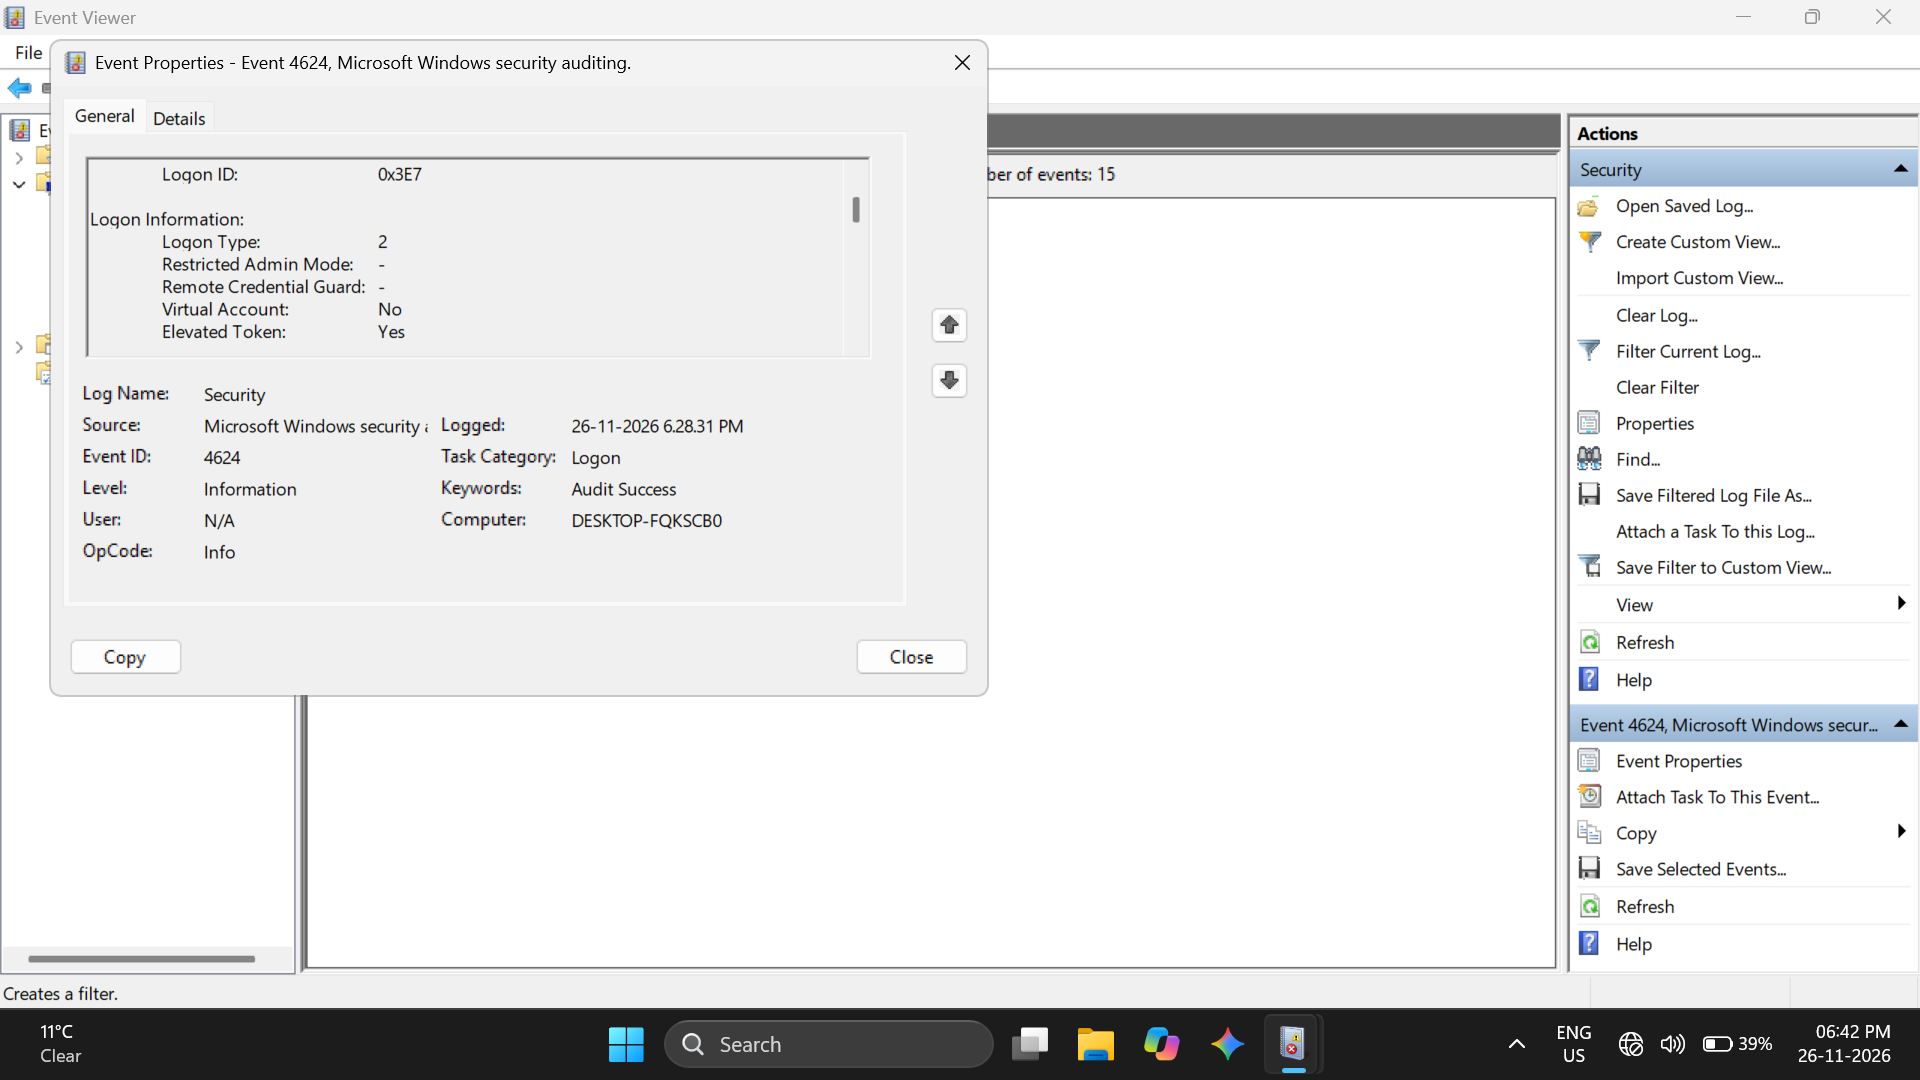 Event Viewer
File
Event Properties - Event 4624, Microsoft Windows security auditing.
General
Details
Logon ID: 0x3E7
Logon Information:
Logon Type: 2
Restricted Admin Mode: -
Remote Credential Guard: -
Virtual Account: No
Elevated Token: Yes
Log Name: Security
Source: Microsoft Windows security a
Logged: 26-11-2026 6.28.31 PM
Event ID: 4624
Task Category: Logon
Level: Information
Keywords: Audit Success
User: N/A
Computer: DESKTOP-FQKSCB0
OpCode: Info
Copy
Close
ber of events: 15
Actions
Security
Open Saved Log...
Create Custom View...
Import Custom View...
Clear Log...
Filter Current Log...
Clear Filter
Properties
Find...
Save Filtered Log File As...
Attach a Task To this Log...
Save Filter to Custom View...
View
Refresh
Help
Event 4624, Microsoft Windows secur...
Event Properties
Attach Task To This Event...
Copy
Save Selected Events...
Refresh
Help
Creates a filter.
11°C
Clear
Search
ENG
US
39%
06:42 PM
26-11-2026